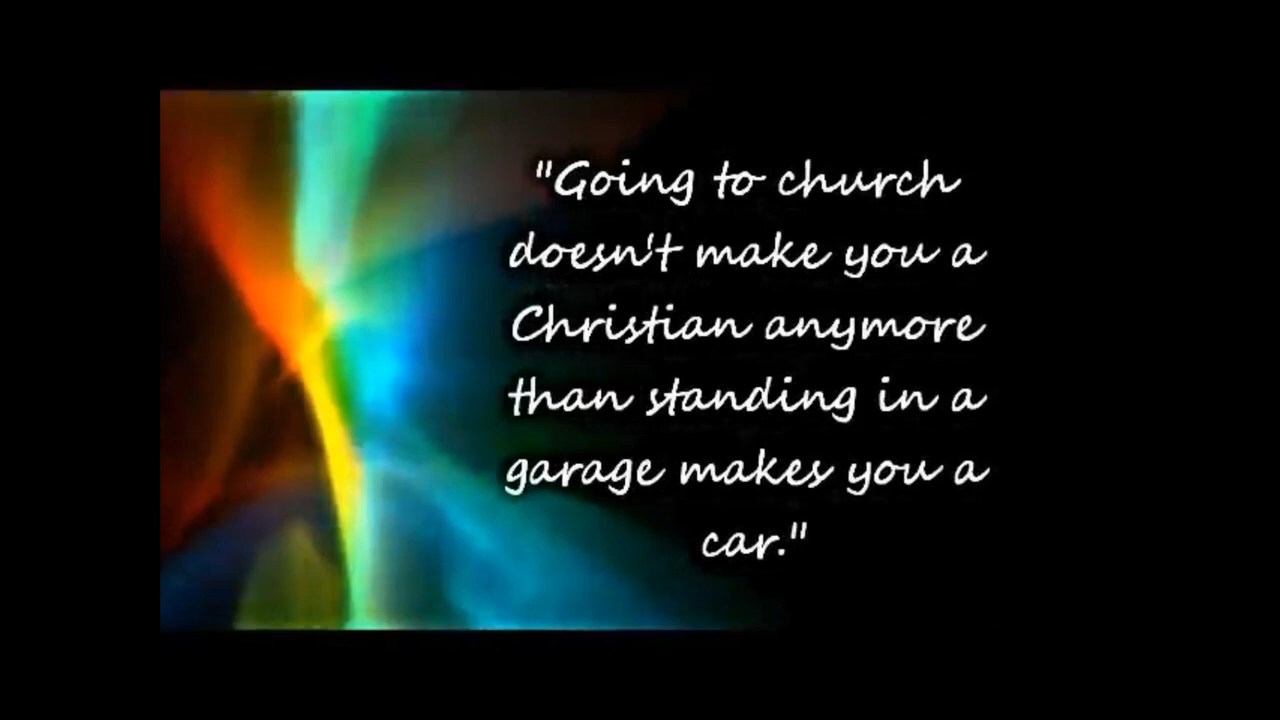 "Going to church
doesn't make you a
Christian anymore
than standing in a
garage makes you a
car."